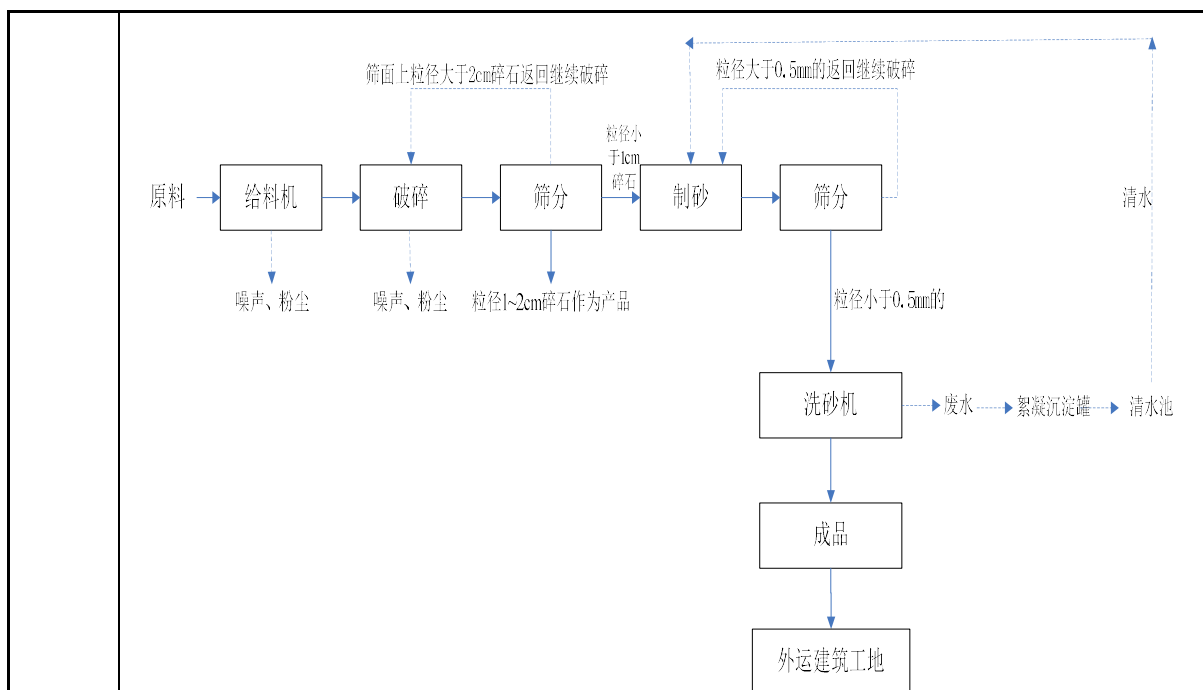 筛面上粒径大于2cm碎石返回继续破碎
粒径大于0.5mm的返回继续破碎
粒径小
于1cm
碎石
原料
给料机
破碎
筛分
制砂
筛分
清水
噪声、粉尘
噪声、粉尘
粒径1~2cm碎石作为产品
粒径小于0.5mm的
洗砂机
废水
絮凝沉淀罐
清水池
成品
外运建筑工地